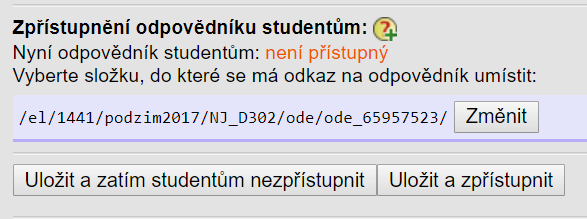 Zpřístupnění odpovědníku studentům:
Nyní odpovědník studentům: není přístupný
Vyberte složku, do které se má odkaz na odpovědník umístit:
/el/1441/podzim2017/NJ_D302/ode/ode_65957523/ Změnit
Uložit a zatím studentům nezpřístupnit Uložit a zpřístupnit